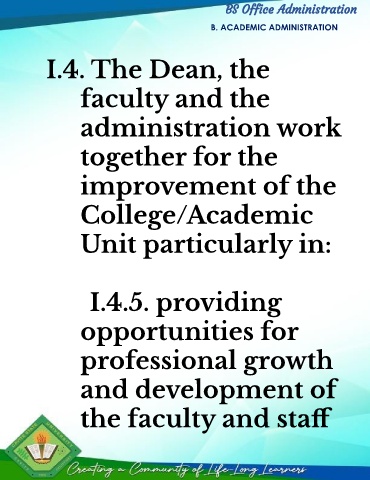 BS Office Administration
B. ACADEMIC ADMINISTRATION
I.4. The Dean, the
faculty and the
administration work
together for the
improvement of the
College/Academic
Unit particularly in:
I.4.5. providing
opportunities for
professional growth
and development of
the faculty and staff
Creating a Community of Life-Long Learners